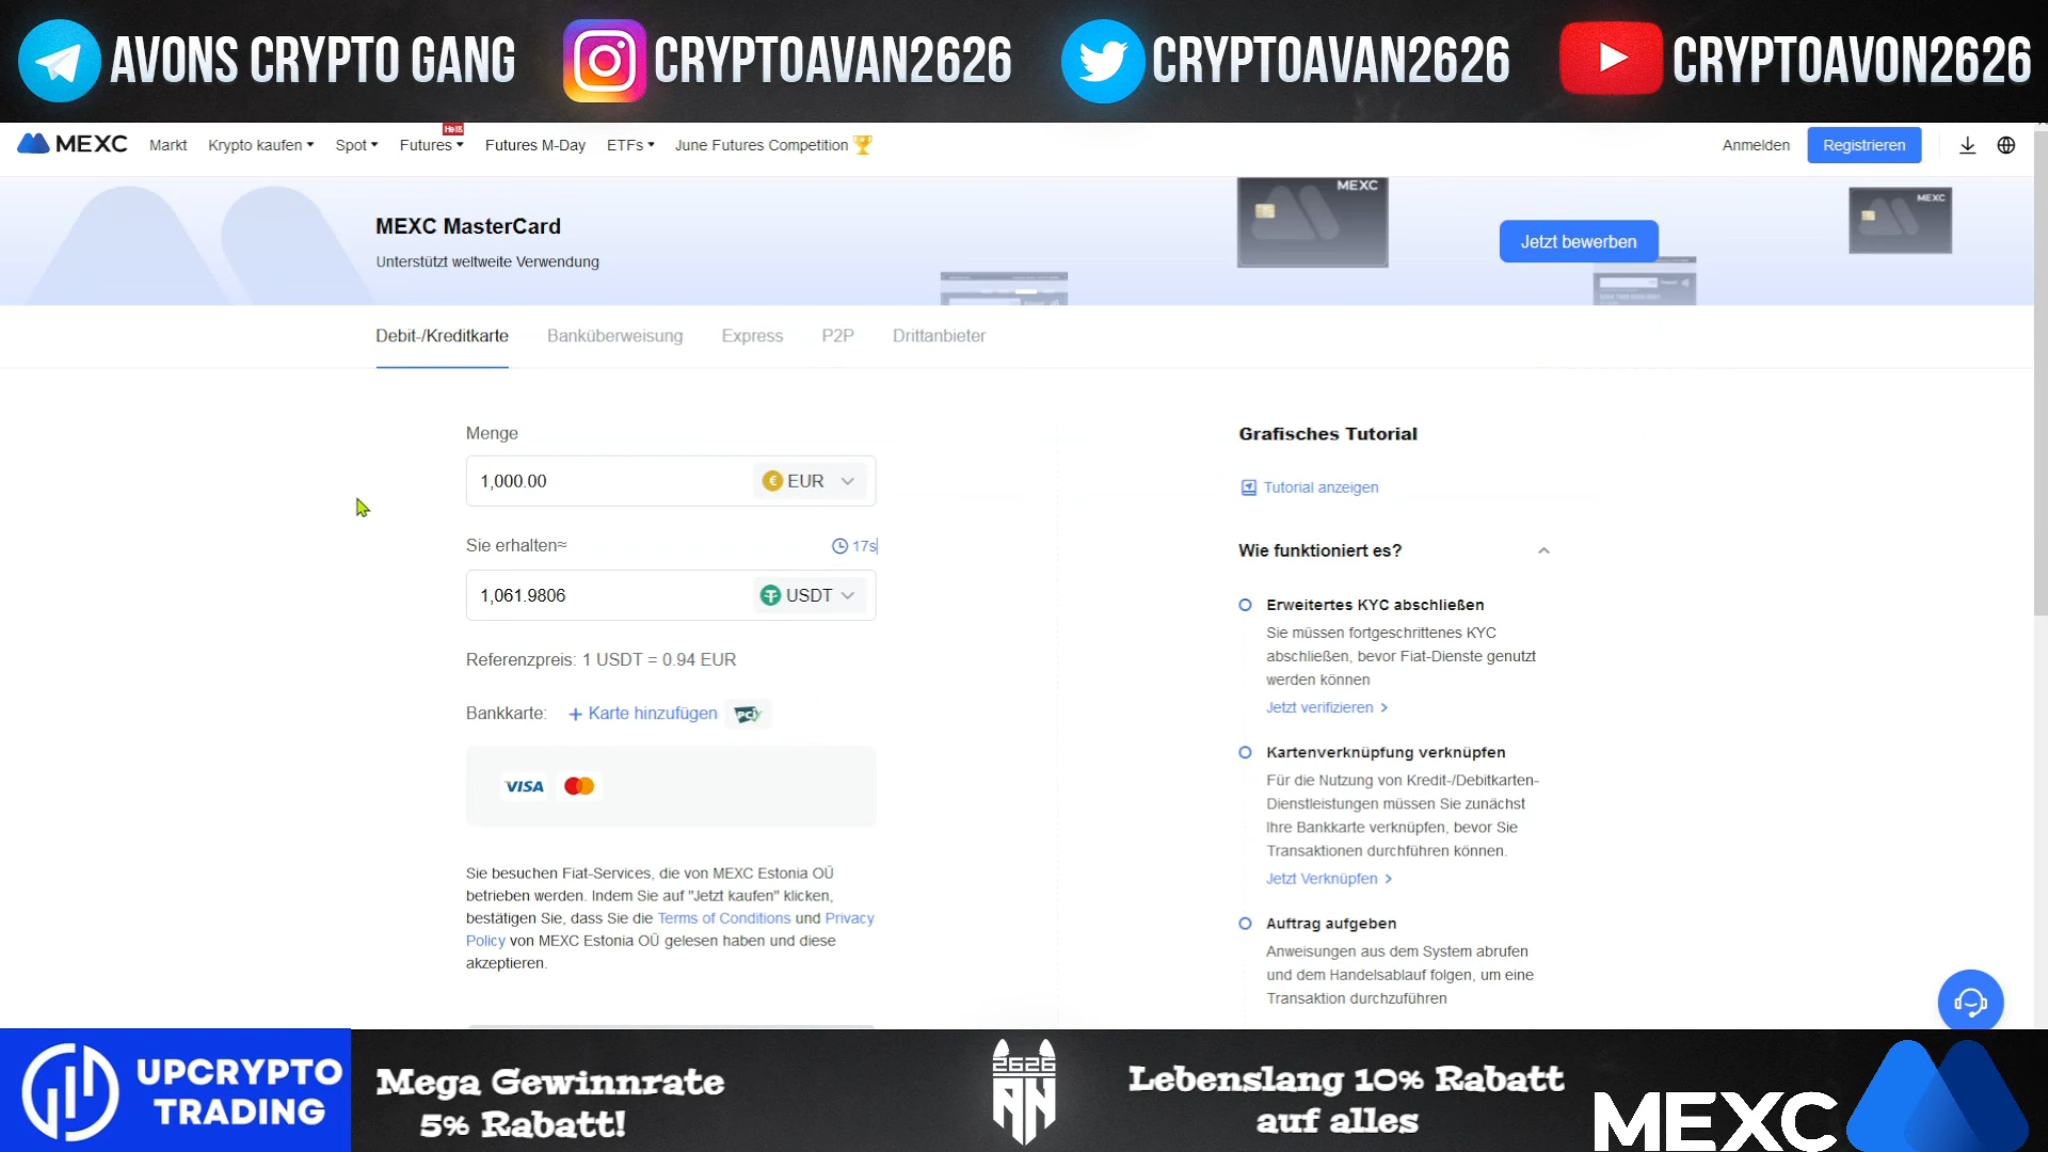 AVONS CRYPTO GANG
CRYPTOAVAN2626
CRYPTOAVAN2626
CRYPTOAVON2626
MEXC
Markt
Krypto kaufen
Spot
Futures
Heiß
Futures M-Day
ETFs
June Futures Competition
Anmelden
Registrieren
MEXC MasterCard
Unterstützt weltweite Verwendung
MEXC
Jetzt bewerben
MEXC
Debit-/Kreditkarte
Banküberweisung
Express
P2P
Drittanbieter
Menge
1,000.00
EUR
Sie erhalten≈
17s
1,061.9806
USDT
Referenzpreis: 1 USDT = 0.94 EUR
Bankkarte:
+ Karte hinzufügen
PCI
VISA
Sie besuchen Fiat-Services, die von MEXC Estonia OÜ
betrieben werden. Indem Sie auf "Jetzt kaufen" klicken,
bestätigen Sie, dass Sie die Terms of Conditions und Privacy
Policy von MEXC Estonia OÜ gelesen haben und diese
akzeptieren.
Grafisches Tutorial
Tutorial anzeigen
Wie funktioniert es?
Erweitertes KYC abschließen
Sie müssen fortgeschrittenes KYC
abschließen, bevor Fiat-Dienste genutzt
werden können
Jetzt verifizieren >
Kartenverknüpfung verknüpfen
Für die Nutzung von Kredit-/Debitkarten-
Dienstleistungen müssen Sie zunächst
Ihre Bankkarte verknüpfen, bevor Sie
Transaktionen durchführen können.
Jetzt Verknüpfen >
Auftrag aufgeben
Anweisungen aus dem System abrufen
und dem Handelsablauf folgen, um eine
Transaktion durchzuführen
UPCRYPTO
TRADING
Mega Gewinnrate
5% Rabatt!
2626
AN
Lebenslang 10% Rabatt
auf alles
MEXC